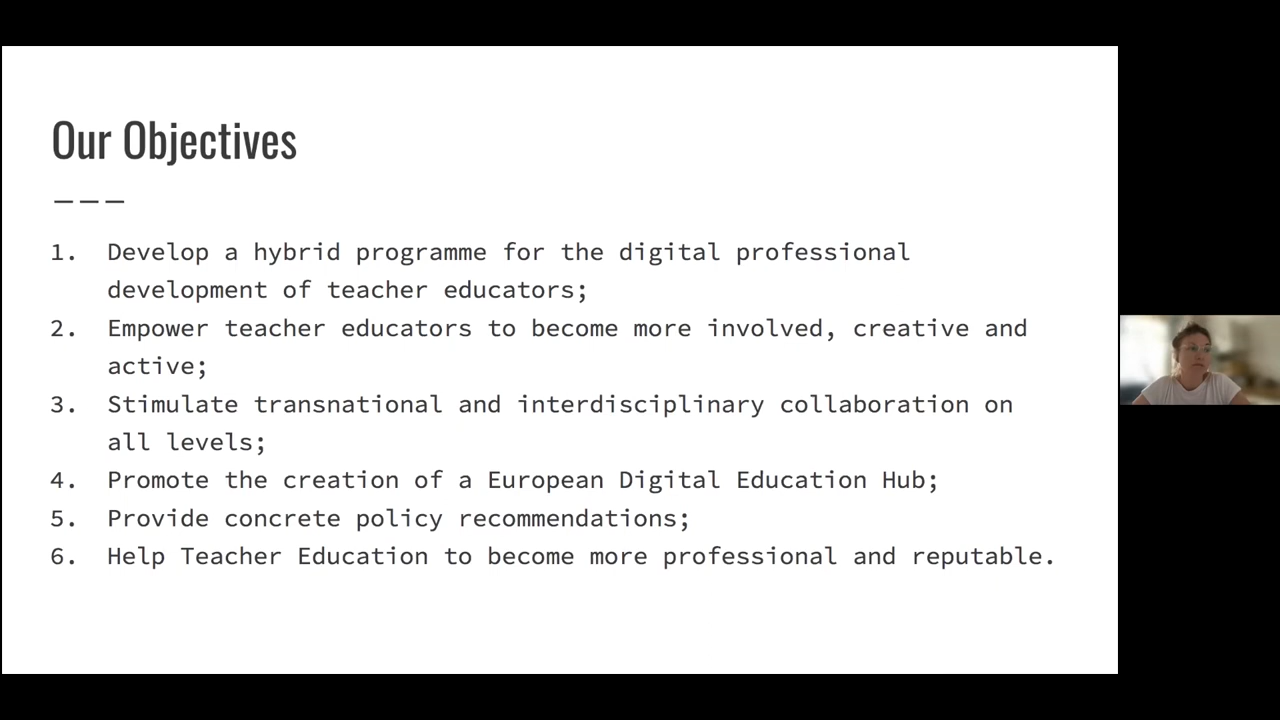 Our Objectives
———
1. Develop a hybrid programme for the digital professional
development of teacher educators;
2. Empower teacher educators to become more involved, creative and
active;
3. Stimulate transnational and interdisciplinary collaboration on
all levels;
4. Promote the creation of a European Digital Education Hub;
5. Provide concrete policy recommendations;
6. Help Teacher Education to become more professional and reputable.